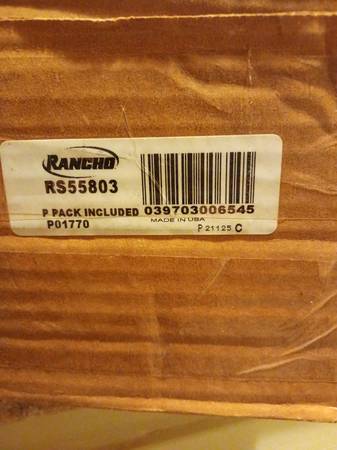 RANCHO
RS55803
P PACK INCLUDED 039703006545
P01770
MADE IN USA
P 21125 C